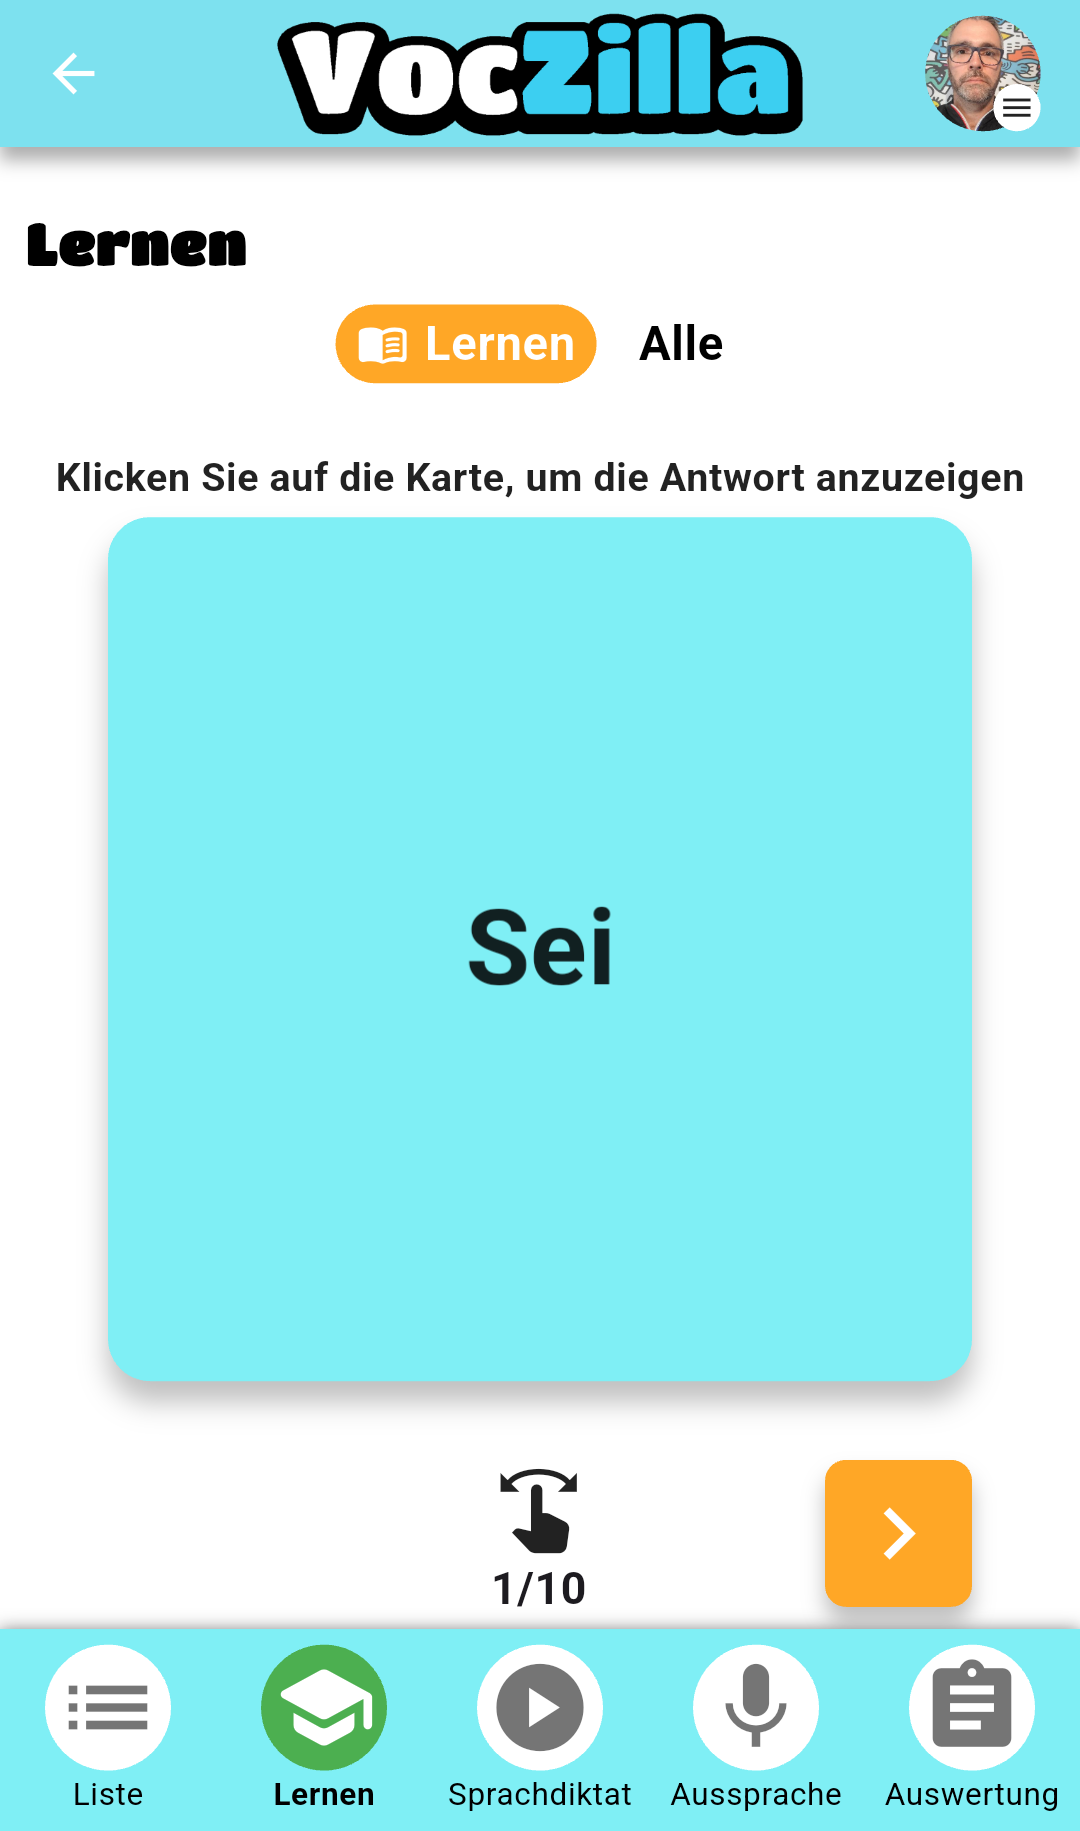 VocZilla
Lernen
Lernen Alle
Klicken Sie auf die Karte, um die Antwort anzuzeigen
Sei
1/10
Liste Lernen Sprachdiktat Aussprache Auswertung